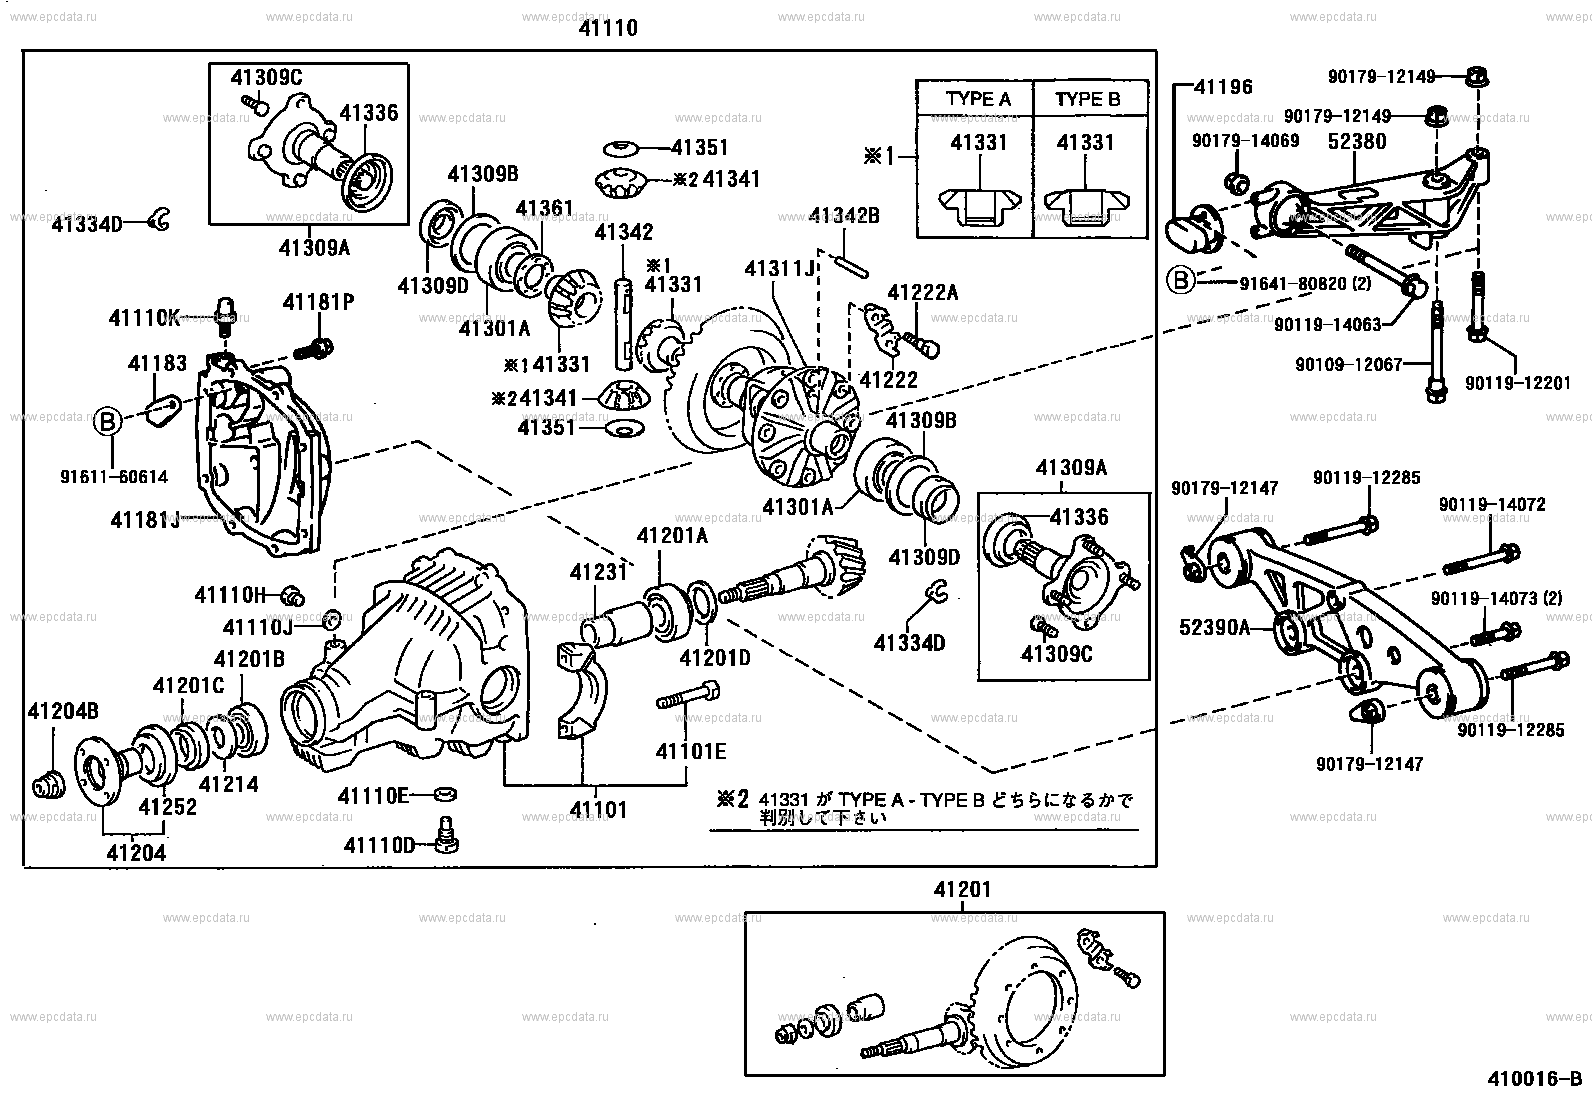 41110
41309C
41336
41309A
41334D
41110K
41181P
41183
B
91611-60614
41181J
41309B
41361
41309D
41301A
41351
※2 41341
41342
※1
41331
※1 41331
※2 41341
41351
41342B
41311J
41222A
41222
TYPE A
TYPE B
※1
41331
41331
41309B
41301A
41309D
41334D
41309A
41336
41309C
41110H
41110J
41201B
41201C
41204B
41214
41252
41204
41231
41201A
41201D
41101E
41101
41110E
41110D
※2 41331 が TYPE A - TYPE B どちらになるかで
判別して下さい
41201
41196
90179-12149
90179-12149
90179-14069
52380
B
91641-80820 (2)
90119-14063
90109-12067
90119-12201
90179-12147
90119-12285
90119-14072
90119-14073 (2)
52390A
90119-12285
90179-12147
410016-B
www.epcdata.ru